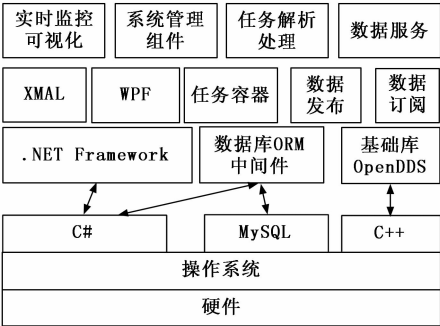 实时监控
可视化
系统管理
组件
任务解析
处理
数据服务
XMAL
WPF
任务容器
数据
发布
数据
订阅
.NET Framework
数据库ORM
中间件
基础库
OpenDDS
C#
MySQL
C++
操作系统
硬件